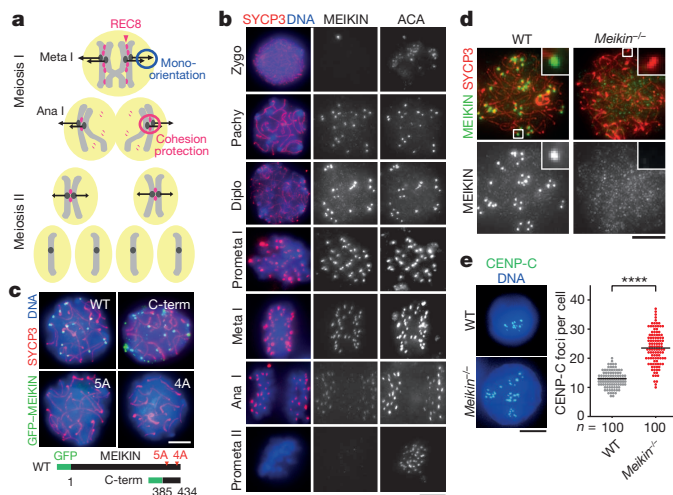 a
REC8
Meiosis I
Meta I
Mono-
orientation
Ana I
Cohesion
protection
Meiosis II
b
SYCP3 DNA MEIKIN ACA
Zygo
Pachy
Diplo
Prometa I
Meta I
Ana I
Prometa II
c
SYCP3 DNA
GFP–MEIKIN
WT
C-term
5A
4A
GFP MEIKIN 5A 4A
WT
1 C-term
385 434
d
WT Meikin–/–
MEIKIN SYCP3
MEIKIN
e
CENP-C
DNA
WT
Meikin–/–
****
CENP-C foci per cell
40
30
20
10
0
n = 100 100
WT
Meikin–/–